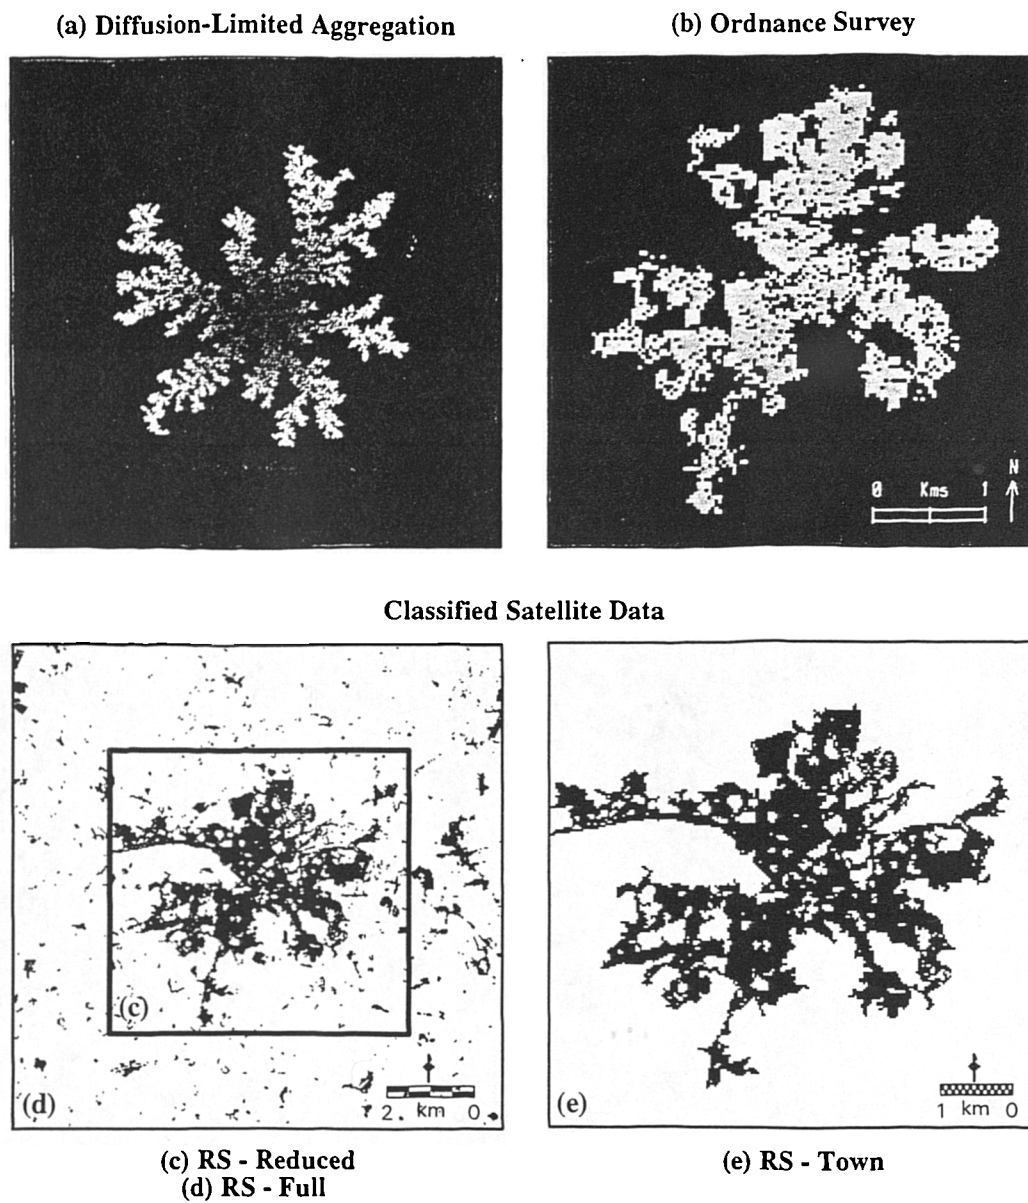 (a) Diffusion-Limited Aggregation
(b) Ordnance Survey
N
0 Kms 1
Classified Satellite Data
(c)
(d)
2 km 0
(e)
1 km 0
(c) RS - Reduced
(d) RS - Full
(e) RS - Town